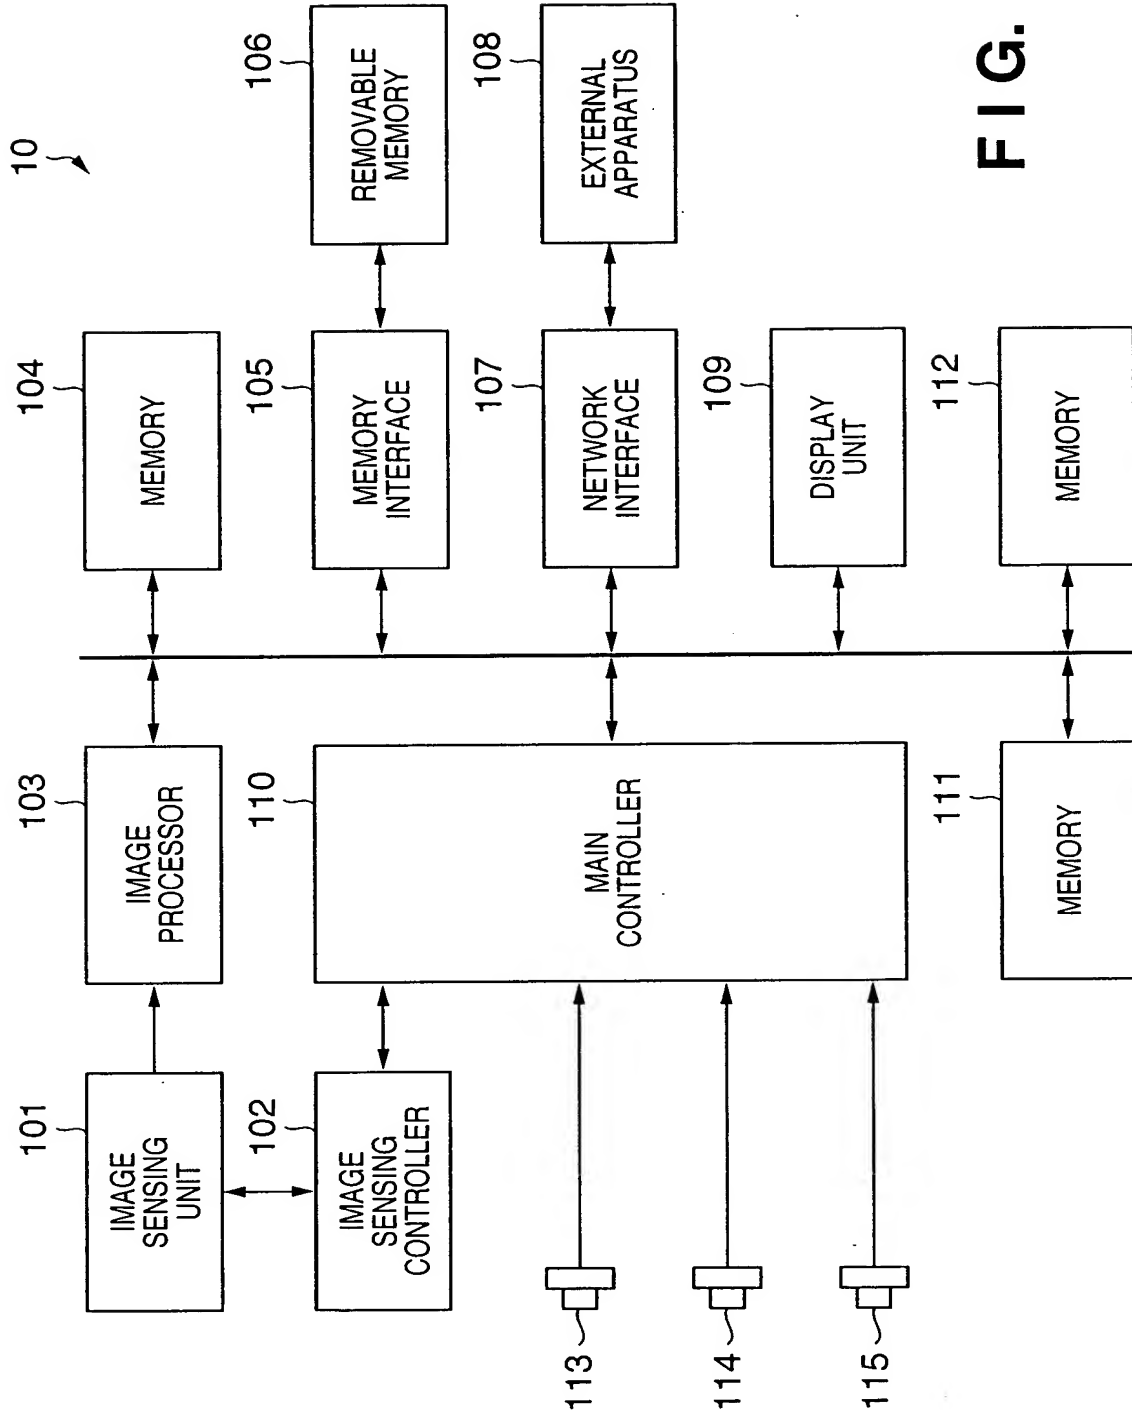 10
101
IMAGE
SENSING
UNIT
103
IMAGE
PROCESSOR
104
MEMORY
102
IMAGE
SENSING
CONTROLLER
110
MAIN
CONTROLLER
105
MEMORY
INTERFACE
106
REMOVABLE
MEMORY
107
NETWORK
INTERFACE
108
EXTERNAL
APPARATUS
113
114
115
109
DISPLAY
UNIT
111
MEMORY
112
MEMORY
FIG.